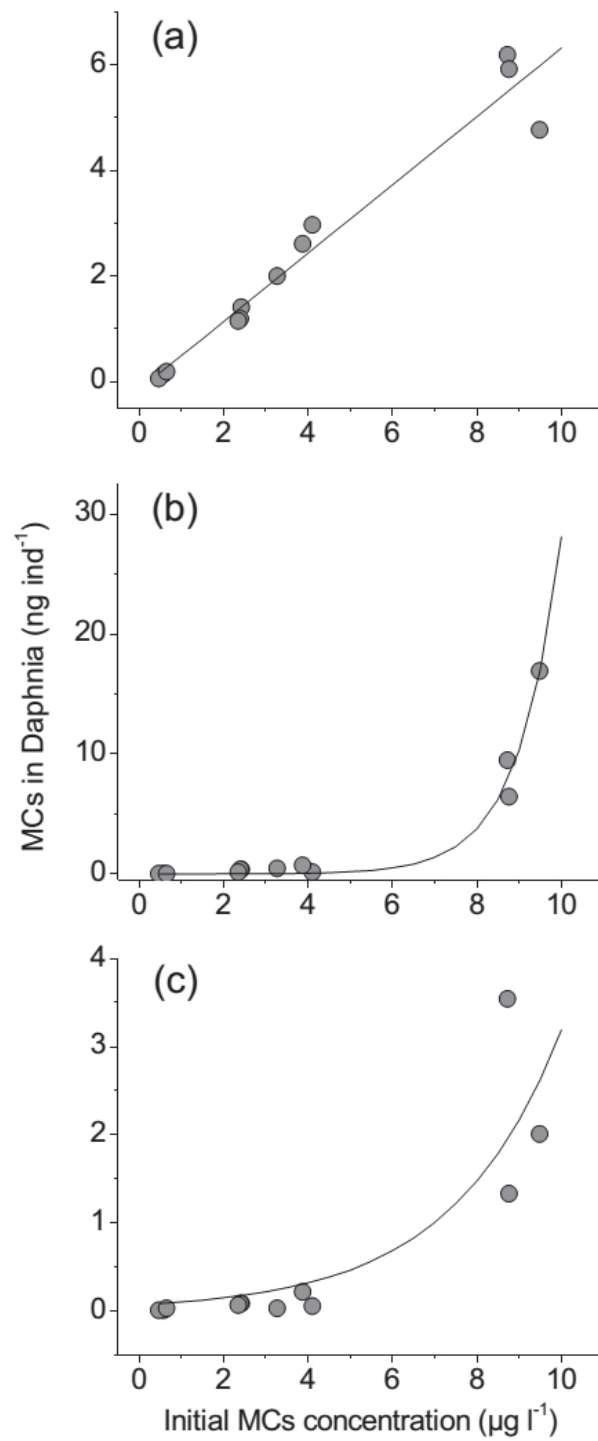 (a)
6
4
2
0
0 2 4 6 8 10
(b)
30
20
10
0
0 2 4 6 8 10
MCs in Daphnia (ng ind⁻¹)
(c)
4
3
2
1
0
0 2 4 6 8 10
Initial MCs concentration (µg l⁻¹)